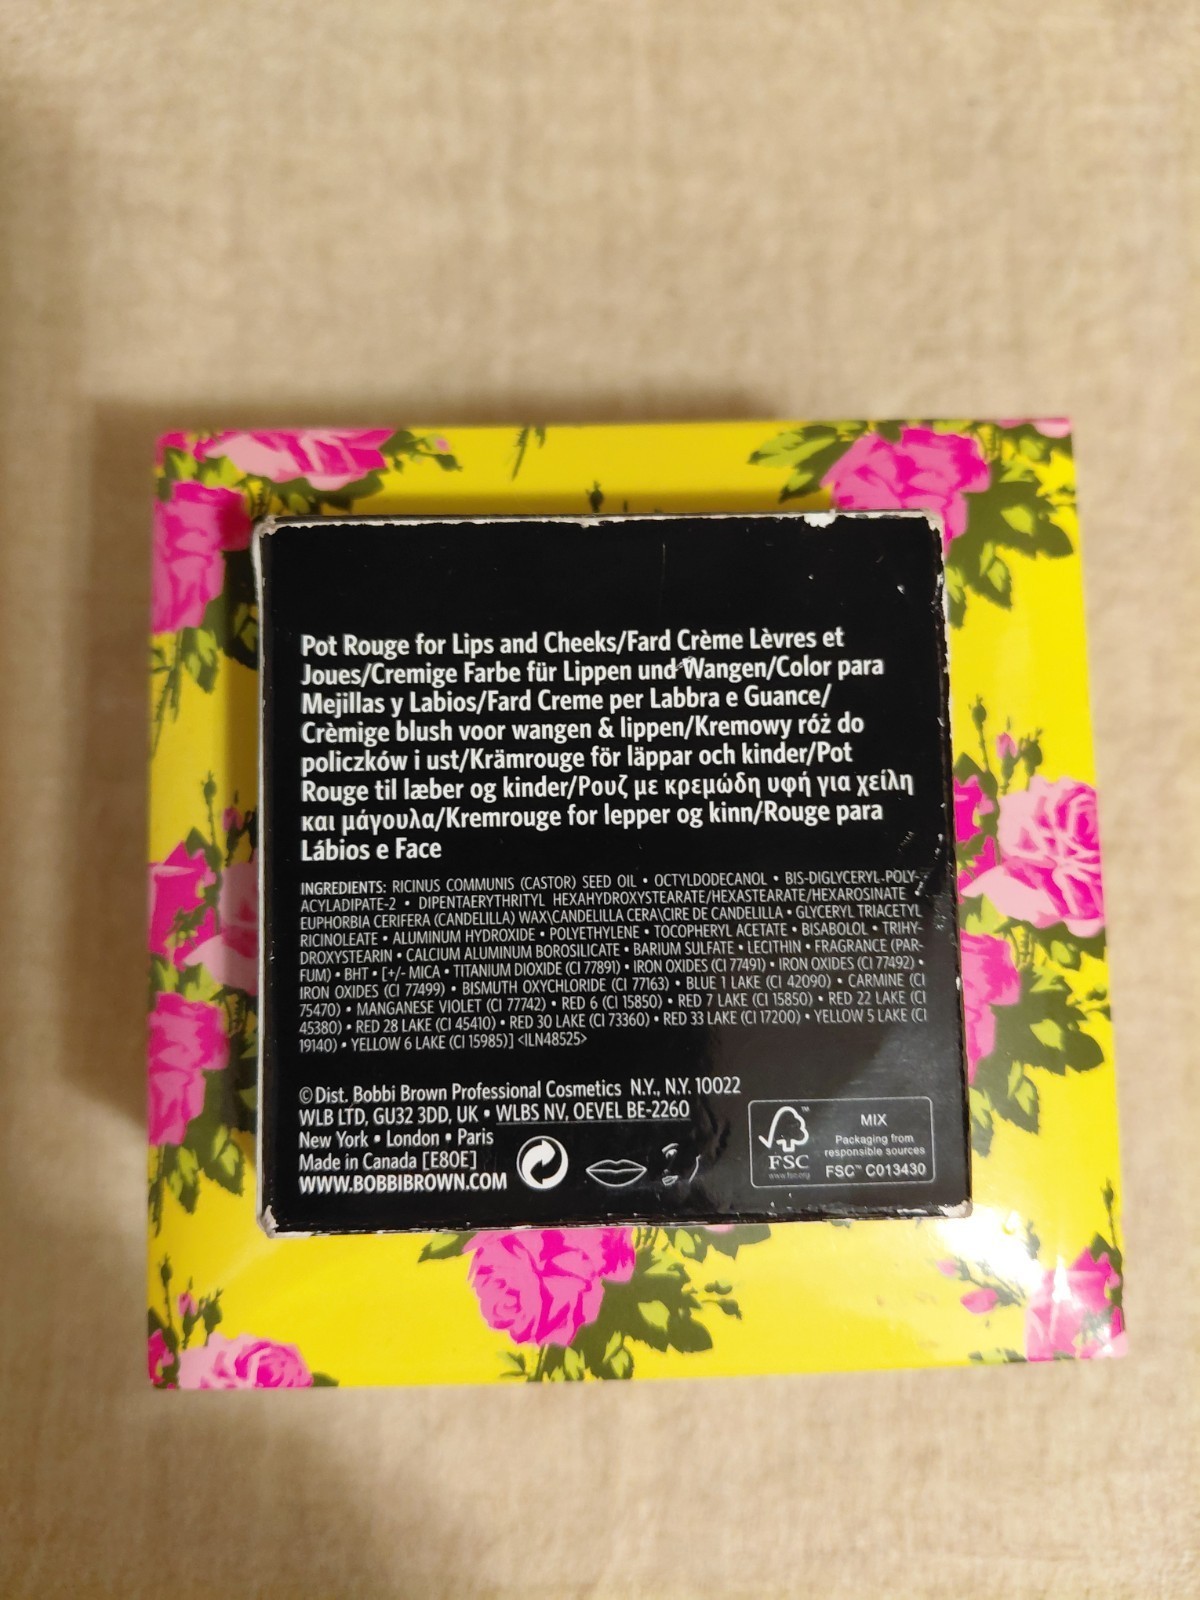 Pot Rouge for Lips and Cheeks/Fard Crème Lèvres et
Joues/Cremige Farbe für Lippen und Wangen/Color para
Mejillas y Labios/Fard Creme per Labbra e Guance/
Crèmige blush voor wangen & lippen/Kremowy róż do
policzków i ust/Krämrouge för läppar och kinder/Pot
Rouge til læber og kinder/Ρουζ με κρεμώδη υφή για χείλη
και μάγουλα/Kremrouge for lepper og kinn/Rouge para
Lábios e Face
INGREDIENTS: RICINUS COMMUNIS (CASTOR) SEED OIL • OCTYLDODECANOL • BIS-DIGLYCERYL POLY-
ACYLADIPATE-2 • DIPENTAERYTHRITYL HEXAHYDROXYSTEARATE/HEXASTEARATE/HEXAROSINATE •
EUPHORBIA CERIFERA (CANDELILLA) WAX\CANDELILLA CERA\CIRE DE CANDELILLA • GLYCERYL TRIACETYL
RICINOLEATE • ALUMINUM HYDROXIDE • POLYETHYLENE • TOCOPHERYL ACETATE • BISABOLOL • TRIHY-
DROXYSTEARIN • CALCIUM ALUMINUM BOROSILICATE • BARIUM SULFATE • LECITHIN • FRAGRANCE (PAR-
FUM) • BHT • [+/- MICA • TITANIUM DIOXIDE (CI 77891) • IRON OXIDES (CI 77491) • IRON OXIDES (CI 77492) •
IRON OXIDES (CI 77499) • BISMUTH OXYCHLORIDE (CI 77163) • BLUE 1 LAKE (CI 42090) • CARMINE (CI
75470) • MANGANESE VIOLET (CI 77742) • RED 6 (CI 15850) • RED 7 LAKE (CI 15850) • RED 22 LAKE (CI
45380) • RED 28 LAKE (CI 45410) • RED 30 LAKE (CI 73360) • RED 33 LAKE (CI 17200) • YELLOW 5 LAKE (CI
19140) • YELLOW 6 LAKE (CI 15985)] <ILN48525>
© Dist. Bobbi Brown Professional Cosmetics N.Y., N.Y. 10022
WLB LTD, GU32 3DD, UK • WLBS NV, OEVEL BE-2260
New York • London • Paris
Made in Canada [E80E]
WWW.BOBBIBROWN.COM
FSC
www.fsc.org
MIX
Packaging from
responsible sources
FSC™ C013430